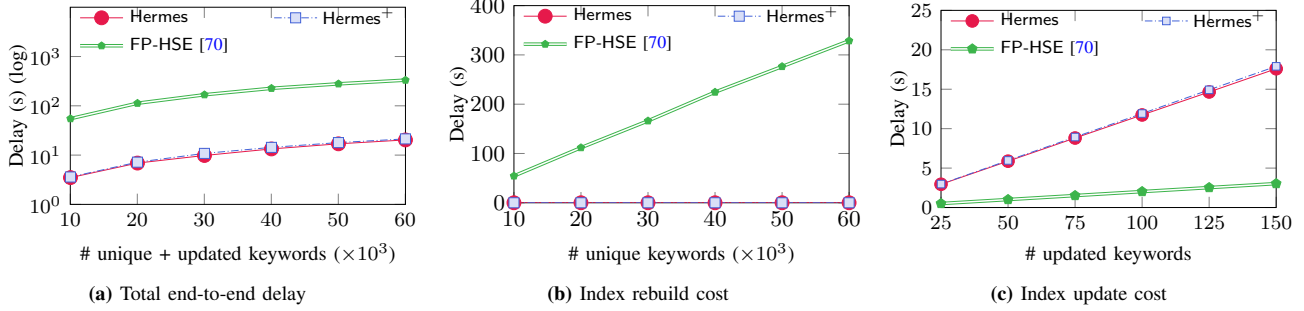 Hermes
Hermes+
FP-HSE [70]
Delay (s) (log)
10^3
10^2
10^1
10^0
10 20 30 40 50 60
# unique + updated keywords (×10^3)
(a) Total end-to-end delay
Hermes
Hermes+
FP-HSE [70]
Delay (s)
400
300
200
100
0
10 20 30 40 50 60
# unique keywords (×10^3)
(b) Index rebuild cost
Hermes
Hermes+
FP-HSE [70]
Delay (s)
25
20
15
10
5
0
25 50 75 100 125 150
# updated keywords
(c) Index update cost